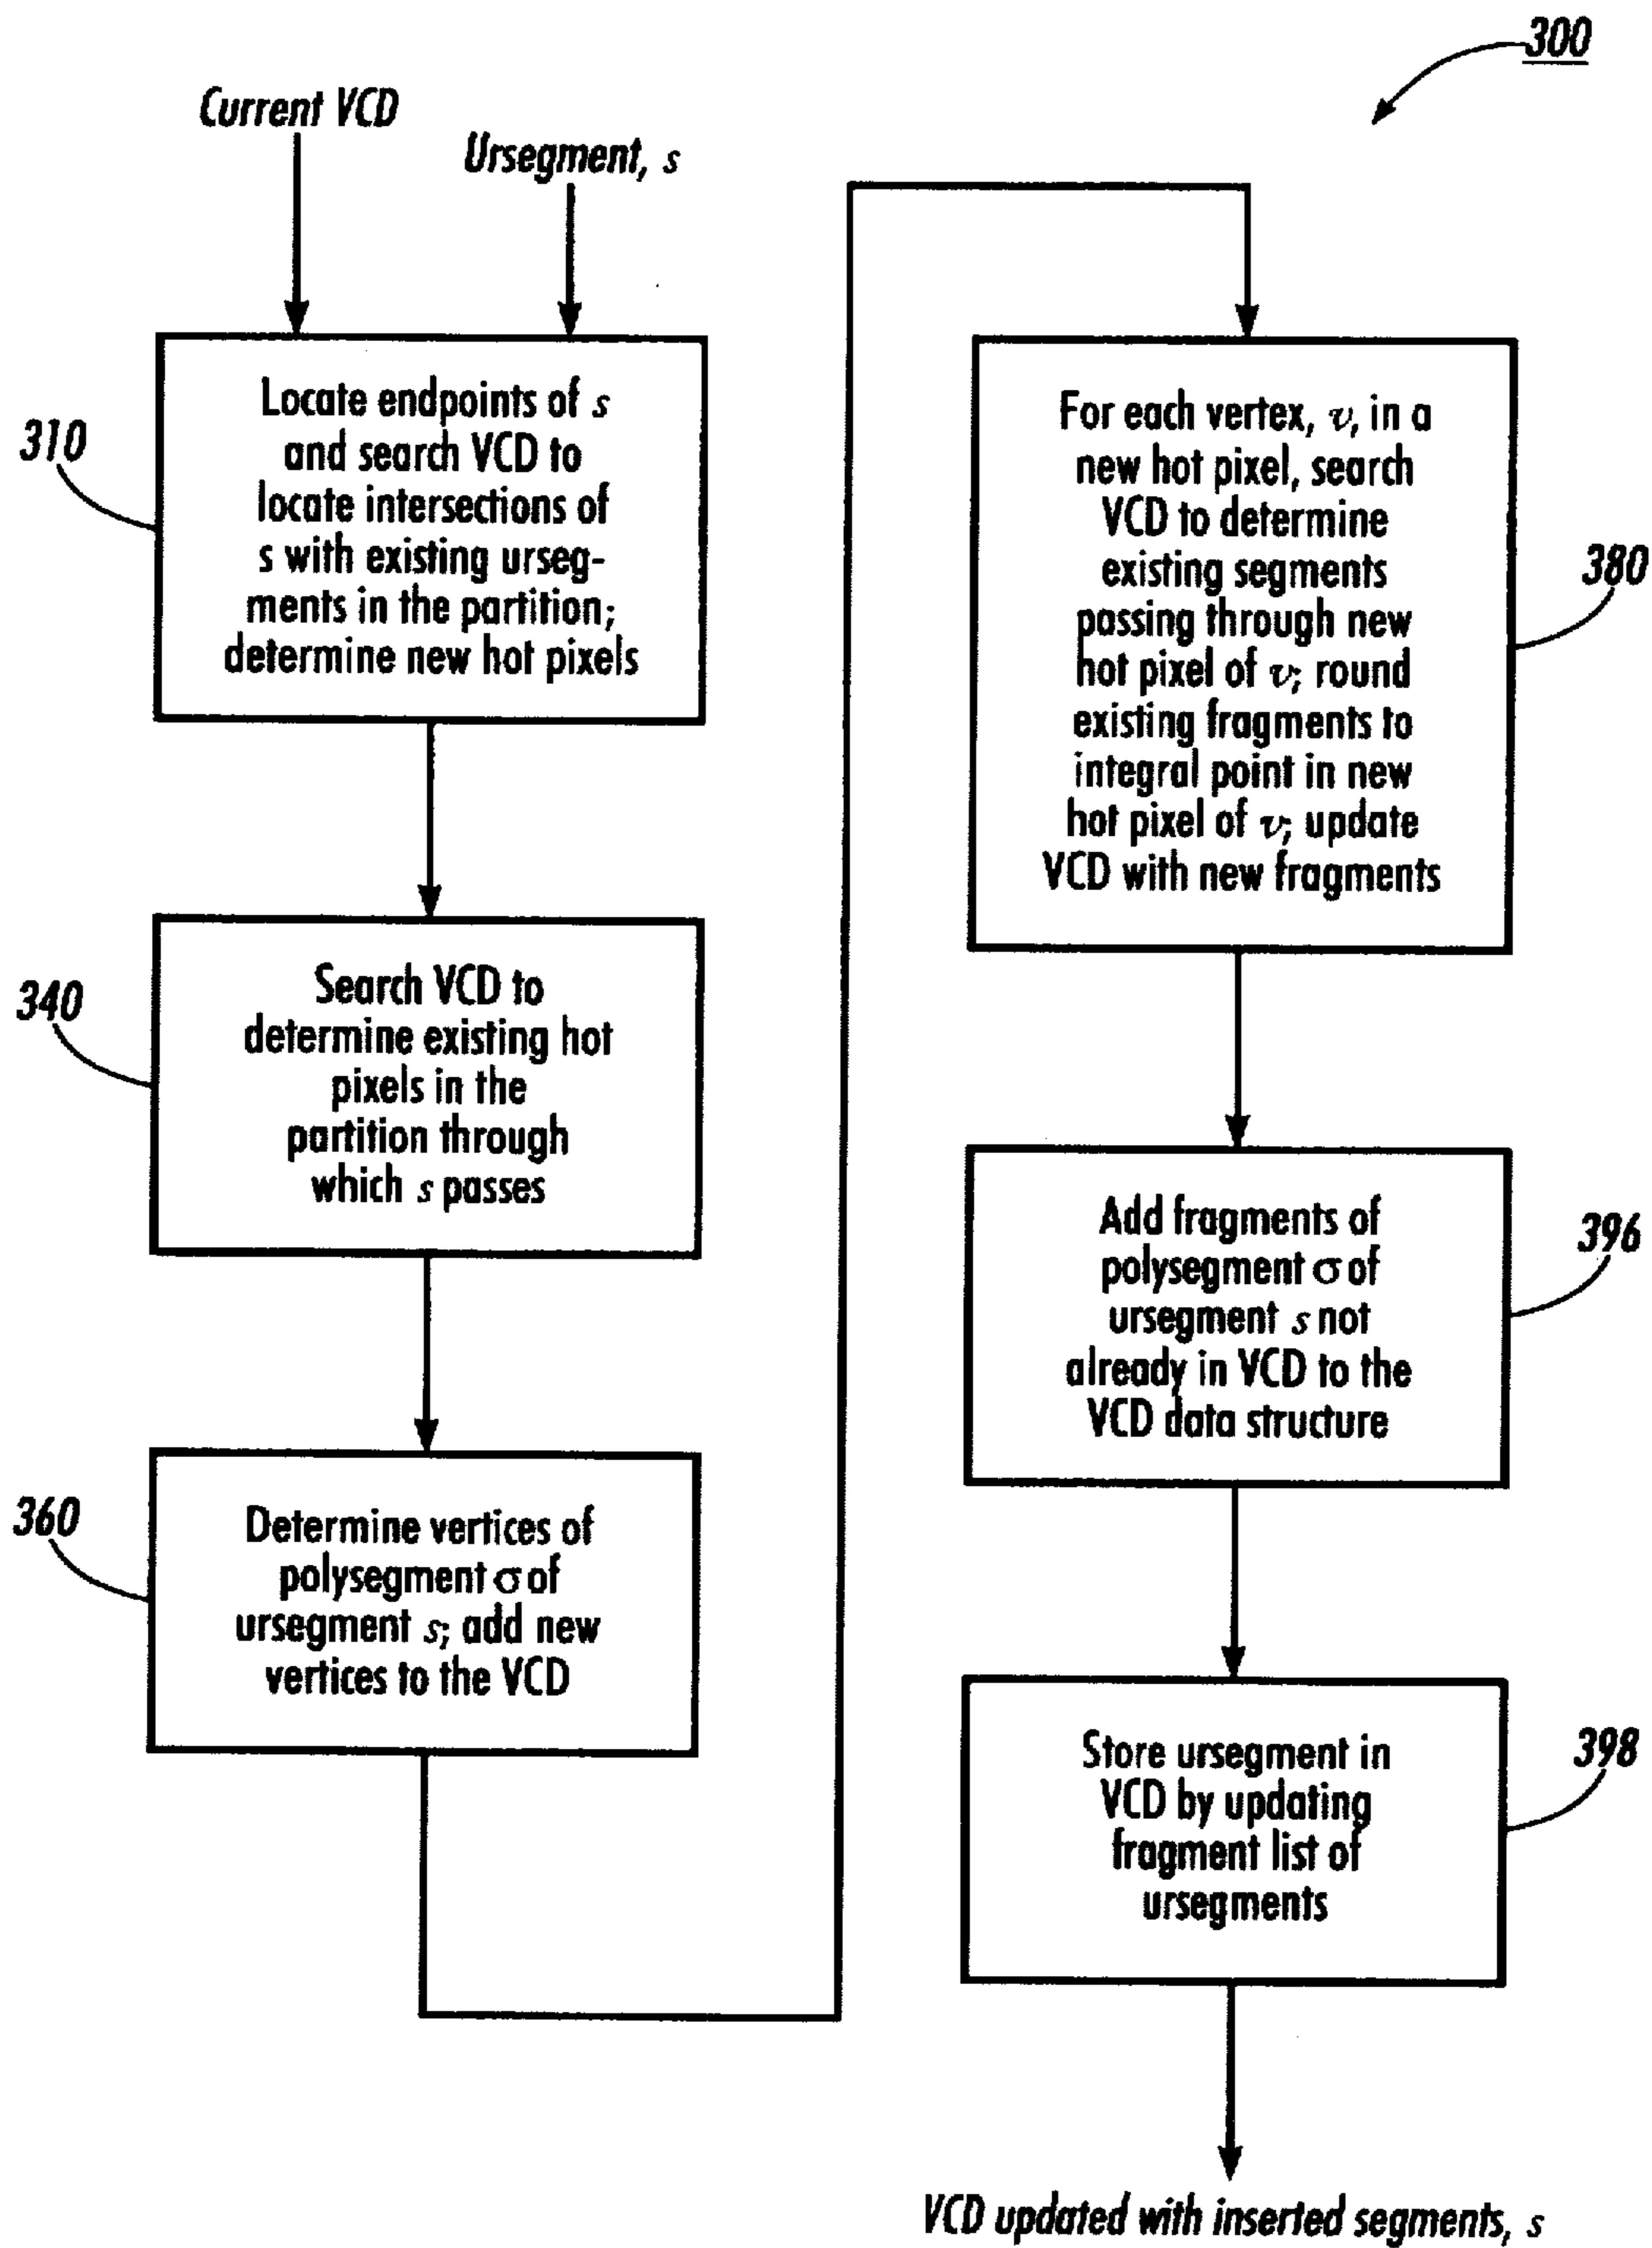 300
Current VCD
Ursegment, s
310
Locate endpoints of s
and search VCD to
locate intersections of
s with existing urseg-
ments in the partition;
determine new hot pixels
340
Search VCD to
determine existing hot
pixels in the
partition through
which s passes
360
Determine vertices of
polysegment σ of
ursegment s; add new
vertices to the VCD
380
For each vertex, v, in a
new hot pixel, search
VCD to determine
existing segments
passing through new
hot pixel of v; round
existing fragments to
integral point in new
hot pixel of v; update
VCD with new fragments
396
Add fragments of
polysegment σ of
ursegment s not
already in VCD to the
VCD data structure
398
Store ursegment in
VCD by updating
fragment list of
ursegments
VCD updated with inserted segments, s